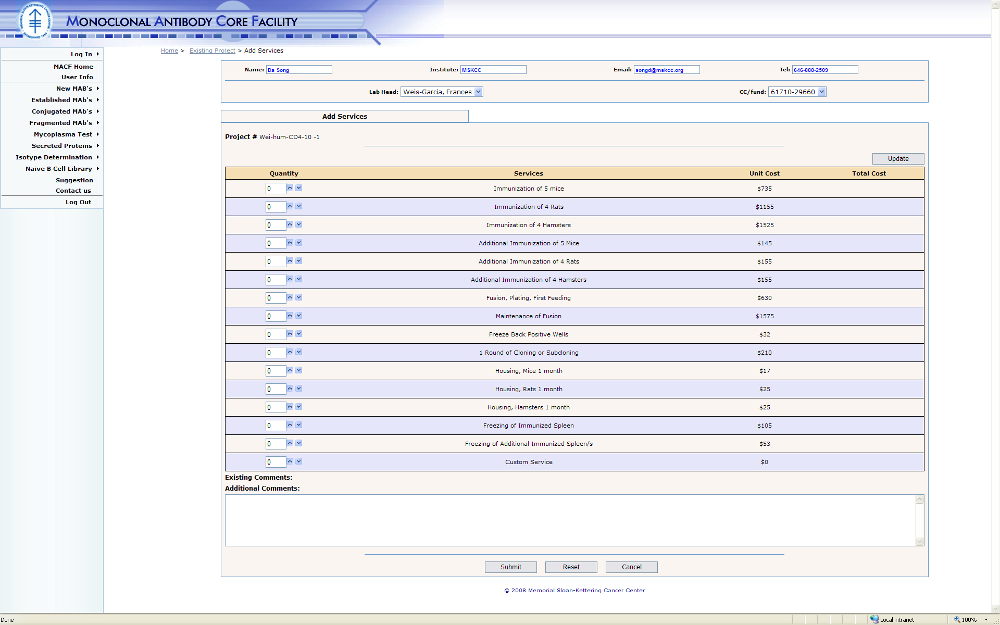 MONOCLONAL ANTIBODY CORE FACILITY
Log In
MACF Home
User Info
New MAB's
Established MAb's
Conjugated MAb's
Fragmented MAb's
Mycoplasma Test
Secreted Proteins
Isotype Determination
Naive B Cell Library
Suggestion
Contact us
Log Out
Home > Existing Project > Add Services
Name: Da Song Institute: MSKCC Email: songd@mskcc.org Tel: 646-888-2509
Lab Head: Weis-Garcia, Frances CC/fund: 61710-29660
Add Services
Project # Wei-hum-CD4-10 -1
Update
Quantity Services Unit Cost Total Cost
0 Immunization of 5 mice $735
0 Immunization of 4 Rats $1155
0 Immunization of 4 Hamsters $1525
0 Additional Immunization of 5 Mice $145
0 Additional Immunization of 4 Rats $155
0 Additional Immunization of 4 Hamsters $155
0 Fusion, Plating, First Feeding $630
0 Maintenance of Fusion $1575
0 Freeze Back Positive Wells $32
0 1 Round of Cloning or Subcloning $210
0 Housing, Mice 1 month $17
0 Housing, Rats 1 month $25
0 Housing, Hamsters 1 month $25
0 Freezing of Immunized Spleen $105
0 Freezing of Additional Immunized Spleen/s $53
0 Custom Service $0
Existing Comments:
Additional Comments:
Submit Reset Cancel
© 2008 Memorial Sloan-Kettering Cancer Center
Done Local intranet 100%